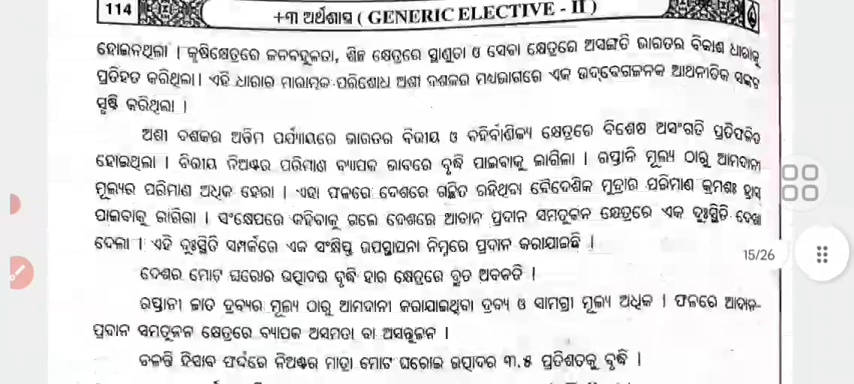 114
+୩ ଅର୍ଥଶାସ୍ତ୍ର ( GENERIC ELECTIVE - II )
ହୋଇନଥିଲା । କୃଷିକ୍ଷେତ୍ରରେ ଜନବହୁଳତା, ଶିଳ୍ପ କ୍ଷେତ୍ରରେ ସ୍ଥାଣୁତା ଓ ସେବା କ୍ଷେତ୍ରରେ ଅସଙ୍ଗତି ଭାରତର ବିକାଶ ଧାରାକୁ
ପ୍ରତିହତ କରିଥିଲା । ଏହି ଧାରାର ମାରାତ୍ମକ ପରିଶୋଧ ଅଶୀ ଦଶକର ମଧ୍ୟଭାଗରେ ଏକ ଉଦ୍‌ବେଗଜନକ ଆର୍ଥନୀତିକ ସଙ୍କଟ
ସୃଷ୍ଟି କରିଥିଲା ।
ଅଶୀ ଦଶକର ଅନ୍ତିମ ପର୍ଯ୍ୟାୟରେ ଭାରତର ବିତ୍ତୀୟ ଓ ବହିର୍ବାଣିଜ୍ୟ କ୍ଷେତ୍ରରେ ବିଶେଷ ଅସଂଗତି ପ୍ରତିଫଳିତ
ହୋଇଥିଲା । ବିତ୍ତୀୟ ନିଅଣ୍ଟର ପରିମାଣ ବ୍ୟାପକ ଭାବରେ ବୃଦ୍ଧି ପାଇବାକୁ ଲାଗିଲା । ରପ୍ତାନି ମୂଲ୍ୟ ଠାରୁ ଆମଦାନୀ
ମୂଲ୍ୟର ପରିମାଣ ଅଧିକ ହେଲା । ଏହା ଫଳରେ ଦେଶରେ ଗଚ୍ଛିତ ରହିଥିବା ବୈଦେଶିକ ମୁଦ୍ରାର ପରିମାଣ କ୍ରମଶଃ ହ୍ରାସ
ପାଇବାକୁ ଲାଗିଲା । ସଂକ୍ଷେପରେ କହିବାକୁ ଗଲେ ଦେଶରେ ଆଦାନ ପ୍ରଦାନ ସମତୁଳନ କ୍ଷେତ୍ରରେ ଏକ ଦୁଃସ୍ଥିତି ଦେଖା
ଦେଲା । ଏହି ଦୁଃସ୍ଥିତି ସମ୍ପର୍କରେ ଏକ ସଂକ୍ଷିପ୍ତ ଉପସ୍ଥାପନା ନିମ୍ନରେ ପ୍ରଦାନ କରାଯାଇଛି ।
15/26
ଦେଶର ମୋଟ ଘରୋଇ ଉତ୍ପାଦର ବୃଦ୍ଧି ହାର କ୍ଷେତ୍ରରେ ଦ୍ରୁତ ଅବନତି ।
ରପ୍ତାନୀ ଜାତ ଦ୍ରବ୍ୟର ମୂଲ୍ୟ ଠାରୁ ଆମଦାନୀ କରାଯାଇଥିବା ଦ୍ରବ୍ୟ ଓ ସାମଗ୍ରୀ ମୂଲ୍ୟ ଅଧିକ । ଫଳରେ ଆଦାନ-
ପ୍ରଦାନ ସମତୁଳନ କ୍ଷେତ୍ରରେ ବ୍ୟାପକ ଅସମତା ବା ଅସନ୍ତୁଳନ ।
ଚଳନ୍ତି ହିସାବ ଫର୍ଦ୍ଦରେ ନିଅଣ୍ଟର ମାତ୍ରା ମୋଟ ଘରୋଇ ଉତ୍ପାଦର ୩.୫ ପ୍ରତିଶତକୁ ବୃଦ୍ଧି ।